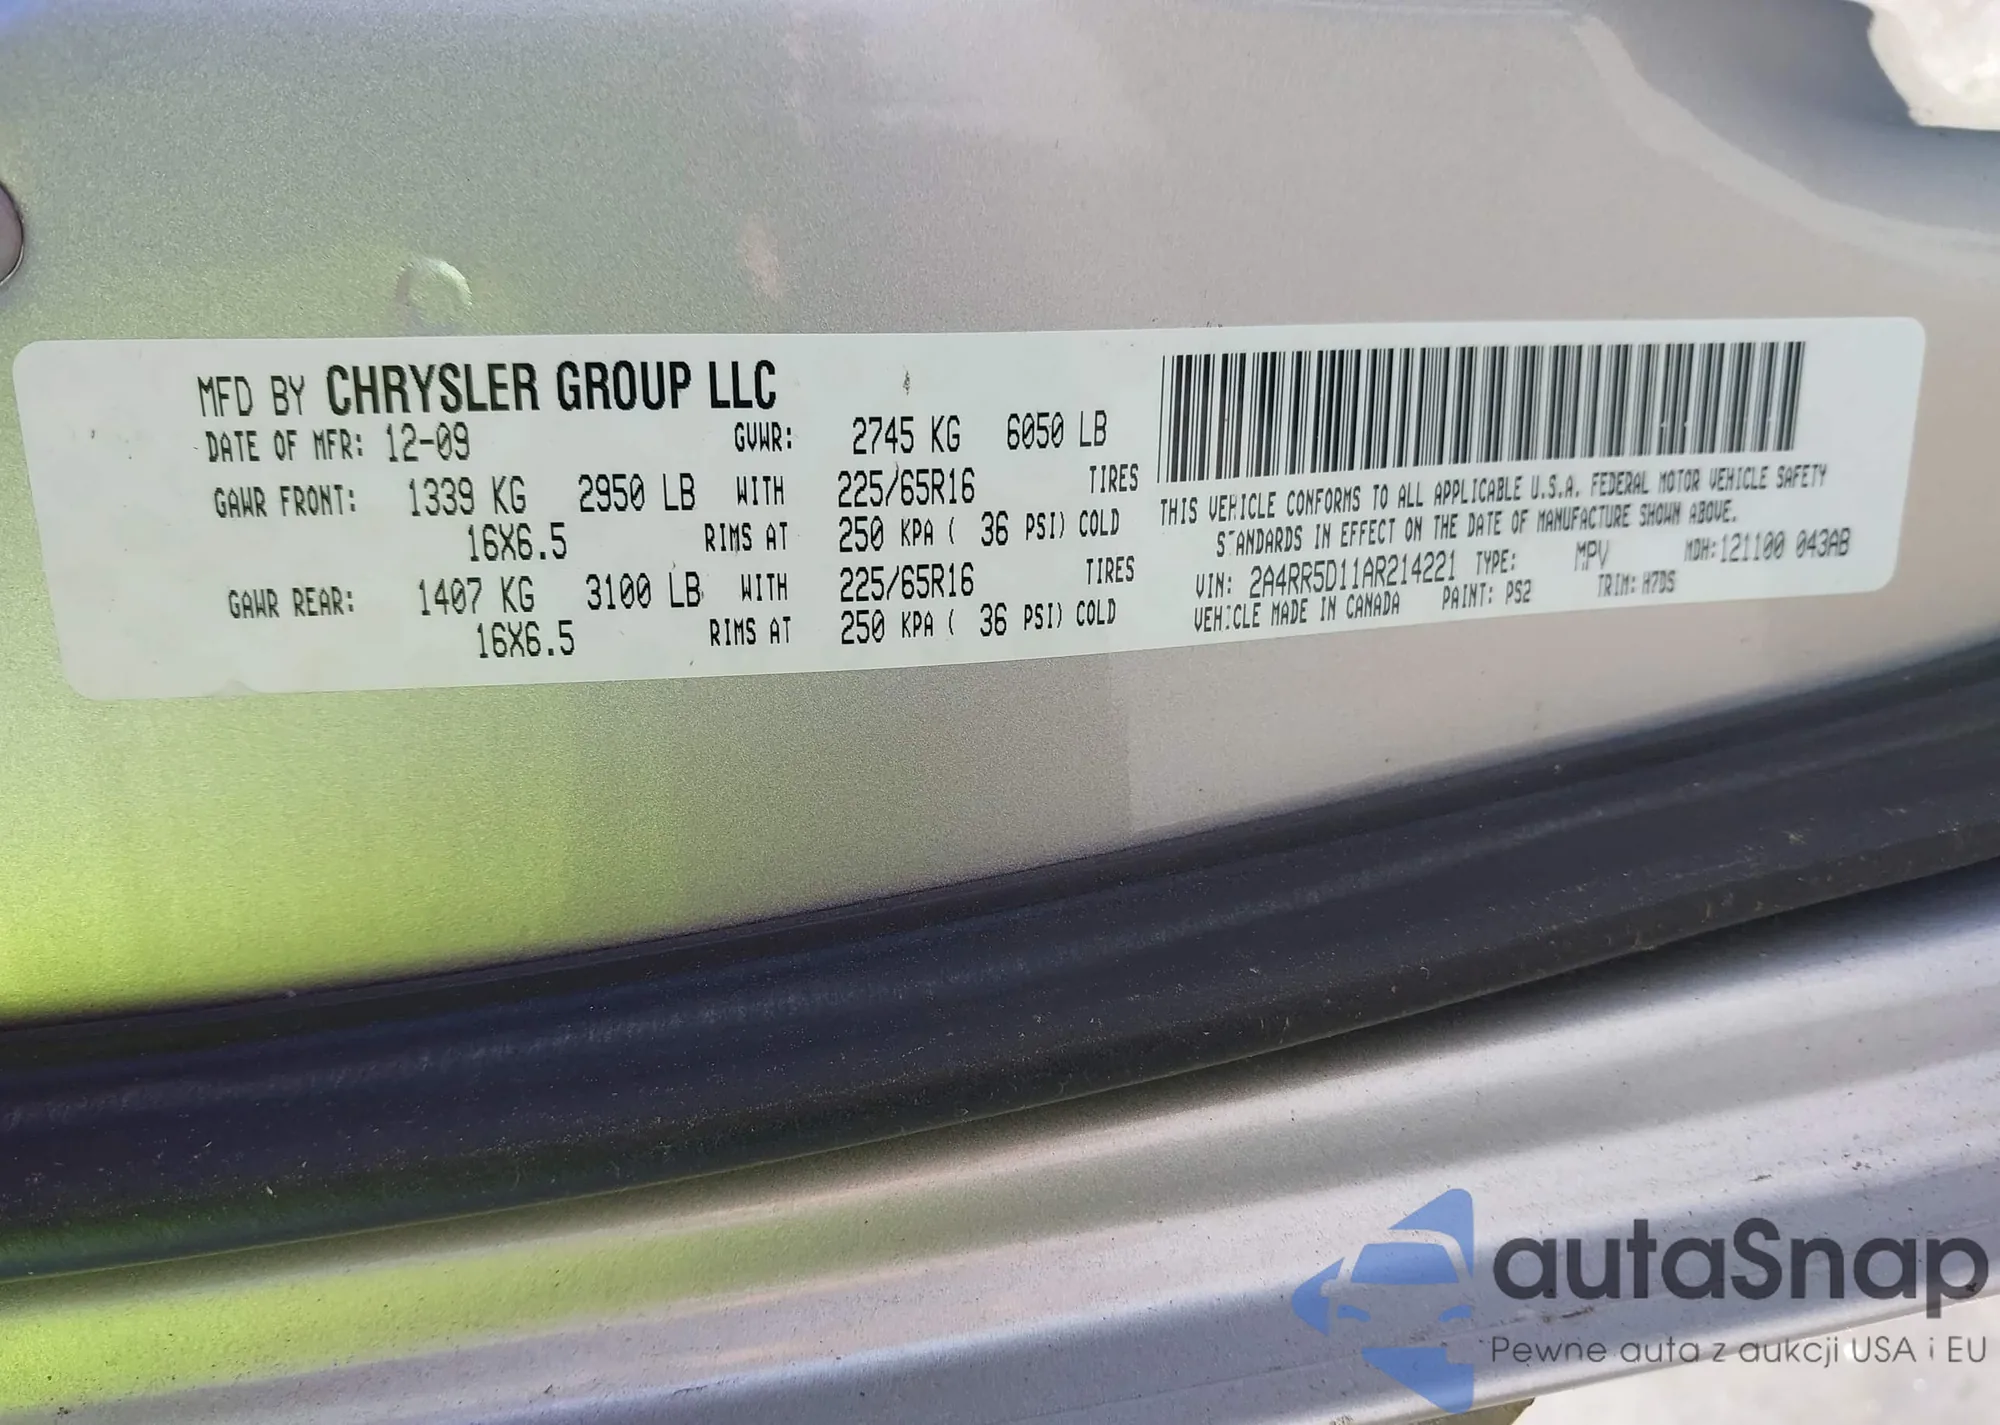 MFD BY CHRYSLER GROUP LLC
DATE OF MFR: 12-09 GVWR: 2745 KG 6050 LB
GAWR FRONT: 1339 KG 2950 LB WITH 225/65R16 TIRES
16X6.5 RIMS AT 250 KPA ( 36 PSI) COLD
GAWR REAR: 1407 KG 3100 LB WITH 225/65R16 TIRES
16X6.5 RIMS AT 250 KPA ( 36 PSI) COLD
THIS VEHICLE CONFORMS TO ALL APPLICABLE U.S.A. FEDERAL MOTOR VEHICLE SAFETY
STANDARDS IN EFFECT ON THE DATE OF MANUFACTURE SHOWN ABOVE.
VIN: 2A4RR5D11AR214221 TYPE: MPV MDH: 121100 043AB
VEHICLE MADE IN CANADA PAINT: PS2 TRIM: H7DS
autaSnap
Pewne auta z aukcji USA i EU